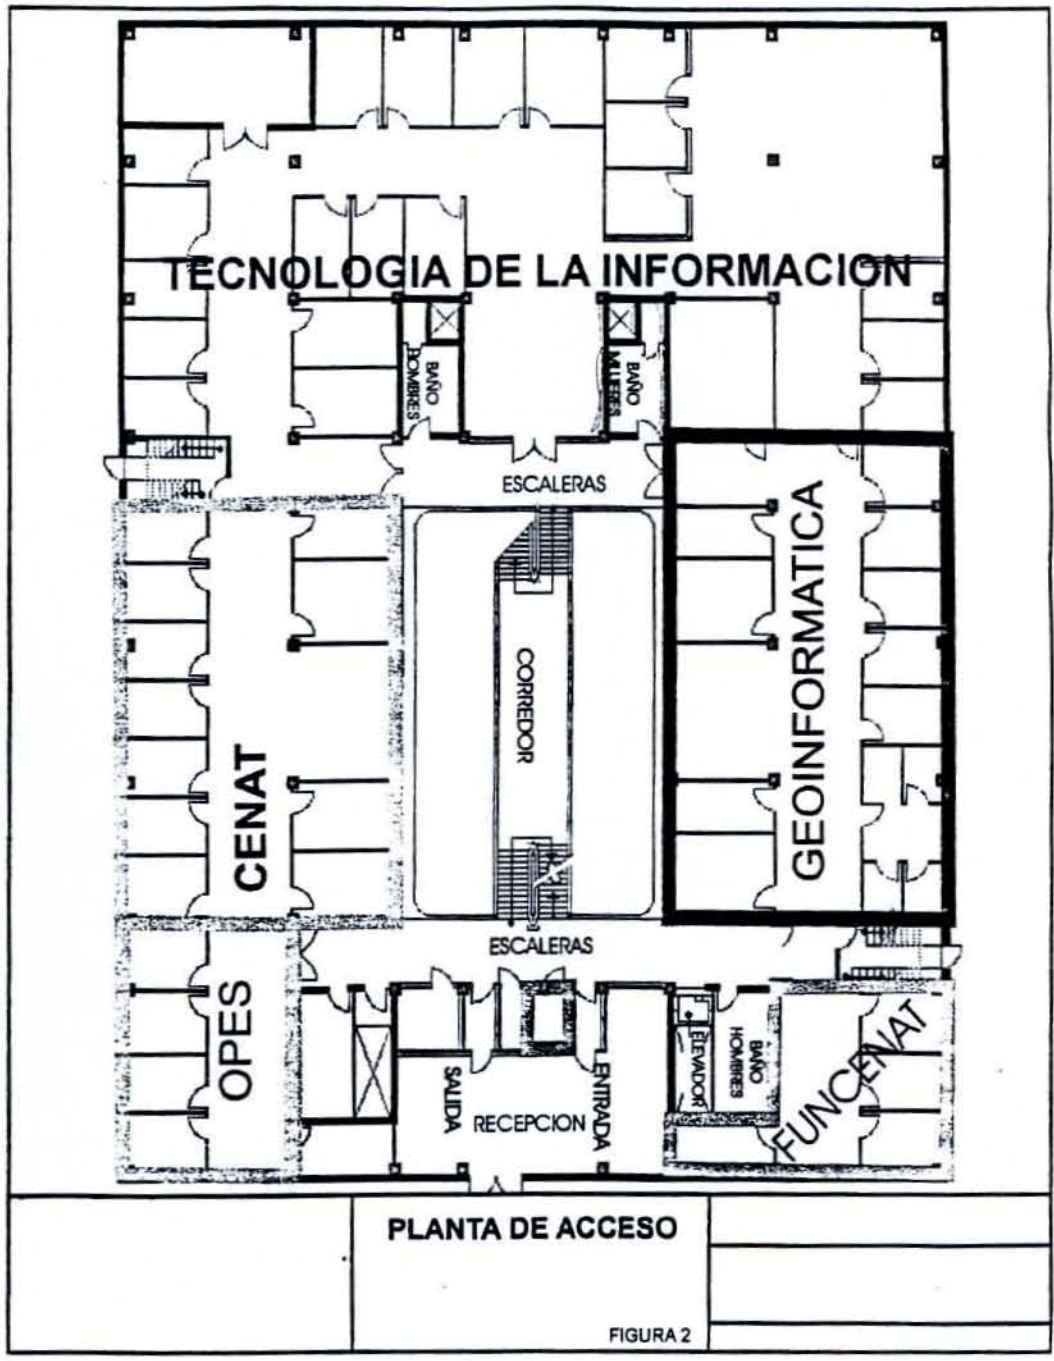 TECNOLOGIA DE LA INFORMACION
BAÑO
HOMBRES
BAÑO
MUJERES
ESCALERAS
CENAT
CORREDOR
GEOINFORMATICA
ESCALERAS
OPES
SALIDA
RECEPCION
ENTRADA
ELEVADOR
BAÑO
HOMBRES
FUNCENAT
PLANTA DE ACCESO
FIGURA 2